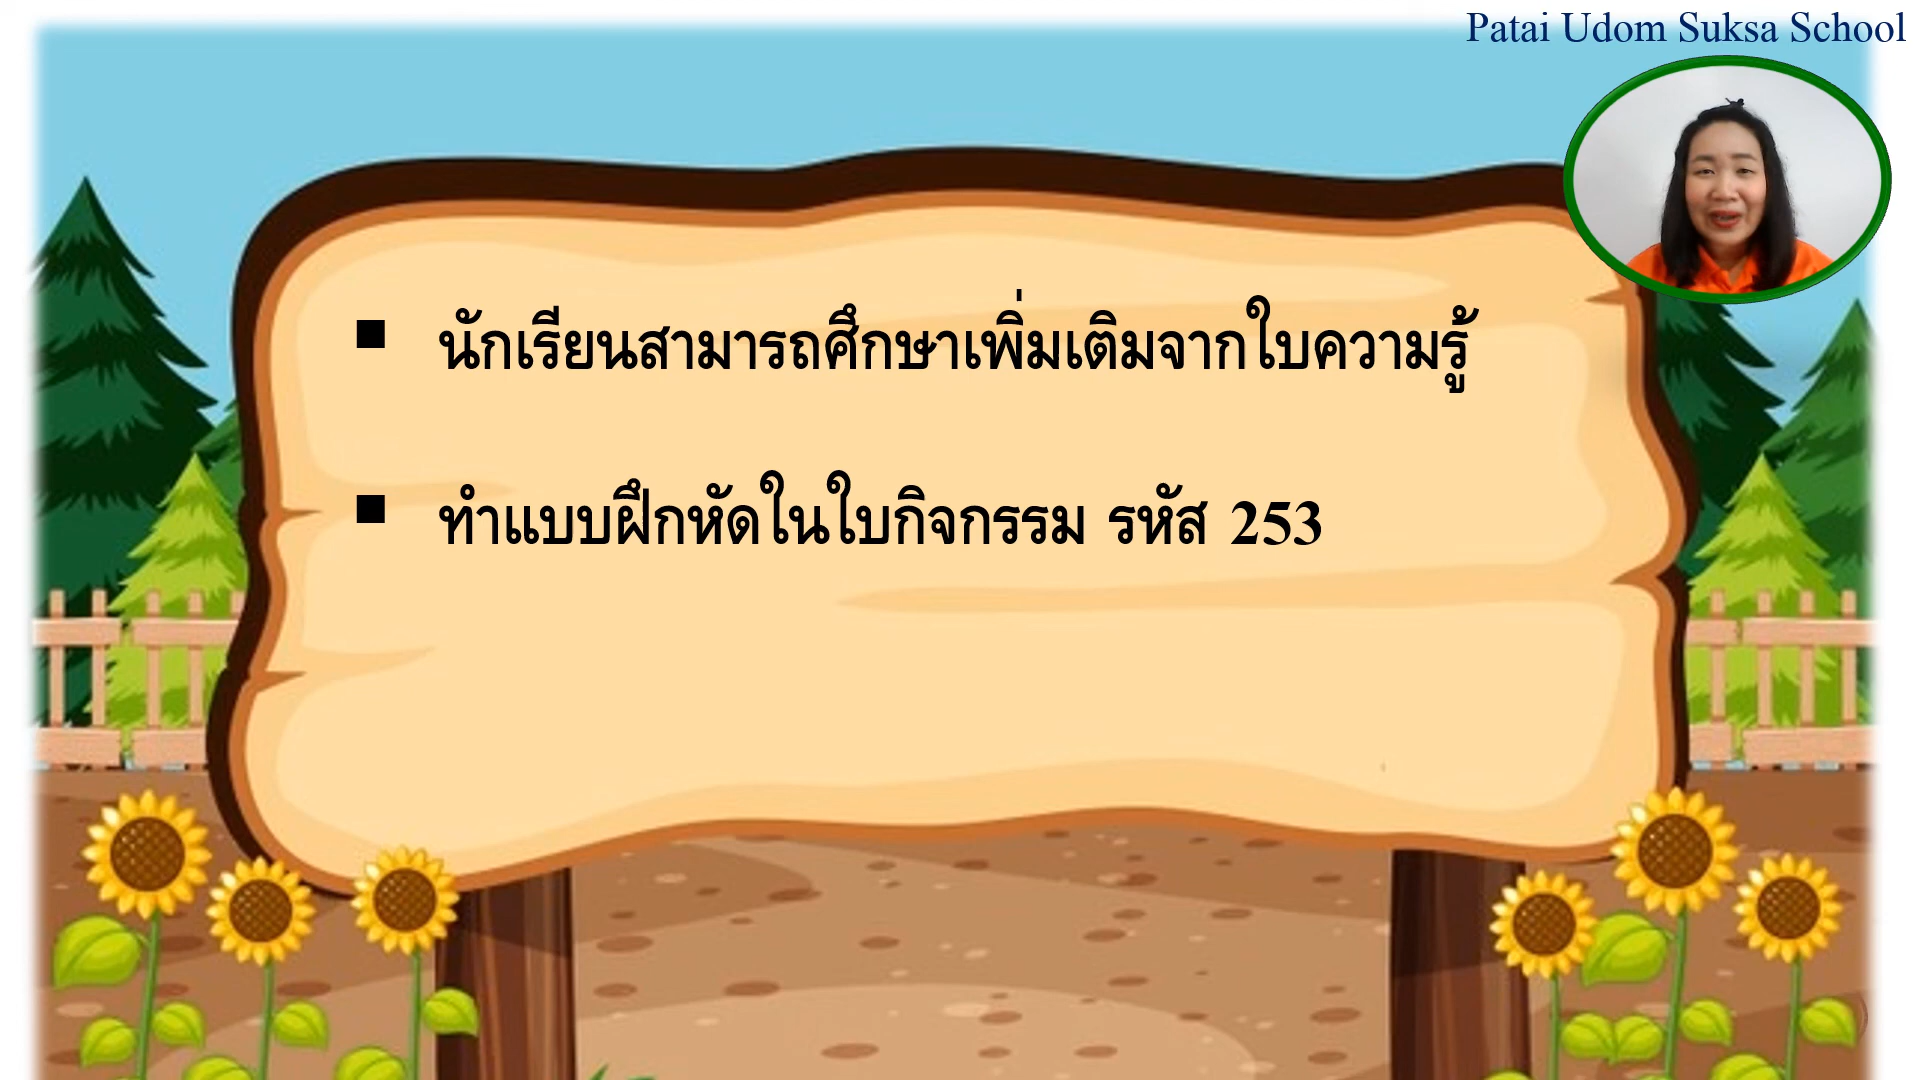 Patai Udom Suksa School
▪ นักเรียนสามารถศึกษาเพิ่มเติมจากใบความรู้
▪ ทำแบบฝึกหัดในใบกิจกรรม รหัส 253